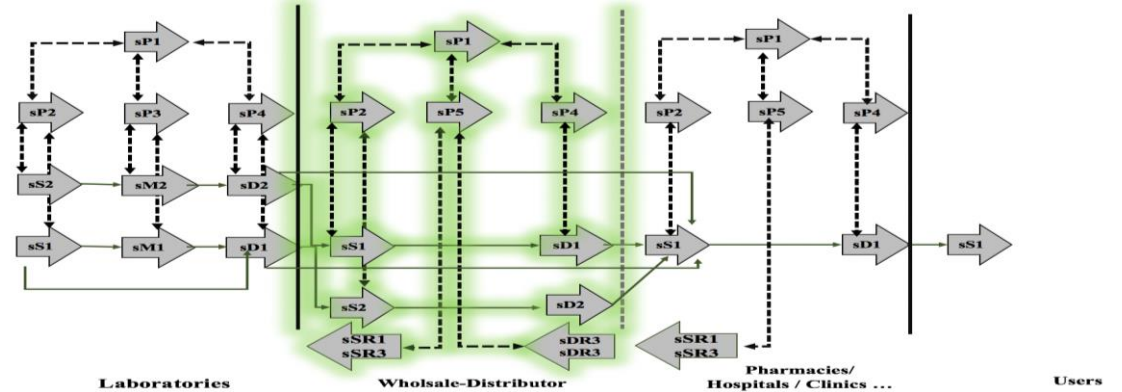 sP1 sP1 sP1
sP2 sP3 sP4 sP2 sP5 sP4 sP2 sP5 sP4
sS2 sM2 sD2
sS1 sM1 sD1 sS1 sD1 sS1 sD1 sS1
sS2 sD2
sSR1 sDR3 sSR1
sSR3 sDR3 sSR3
Laboratories Wholsale-Distributor Pharmacies/
Hospitals / Clinics ... Users